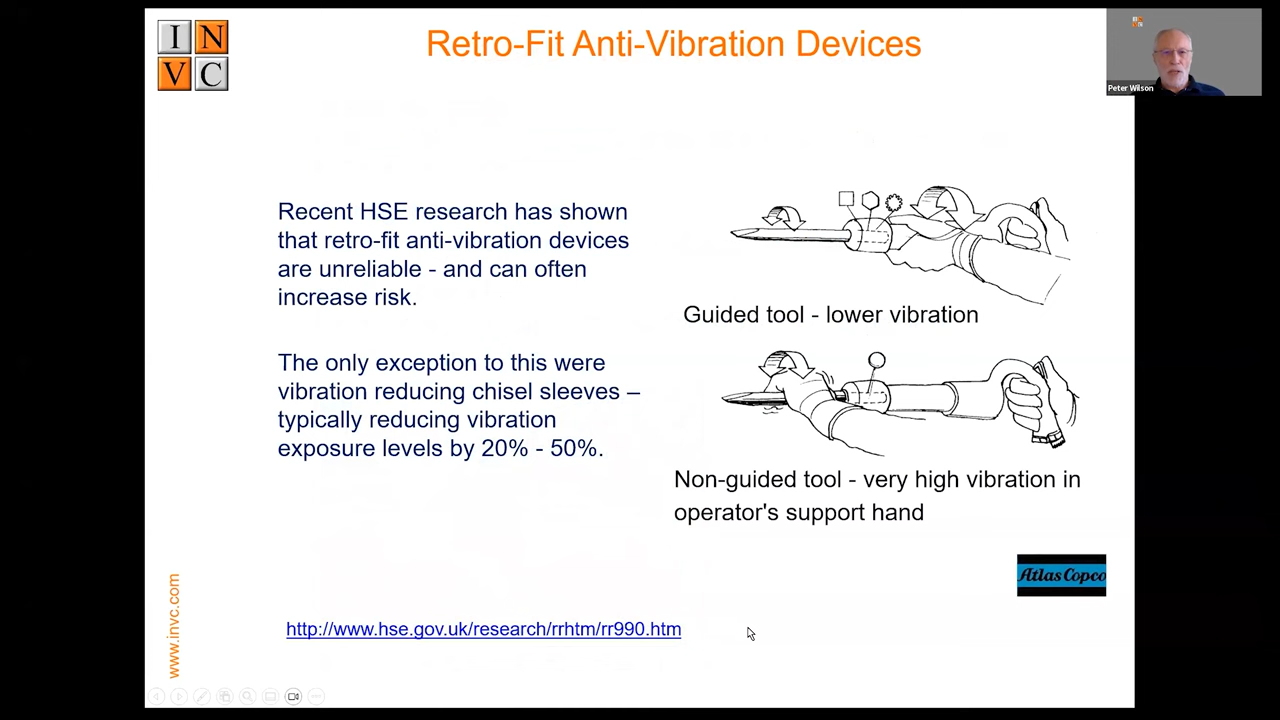 I N
V C
Retro-Fit Anti-Vibration Devices
Peter Wilson
Recent HSE research has shown
that retro-fit anti-vibration devices
are unreliable - and can often
increase risk.
The only exception to this were
vibration reducing chisel sleeves –
typically reducing vibration
exposure levels by 20% - 50%.
Guided tool - lower vibration
Non-guided tool - very high vibration in
operator's support hand
Atlas Copco
www.invc.com
http://www.hse.gov.uk/research/rrhtm/rr990.htm